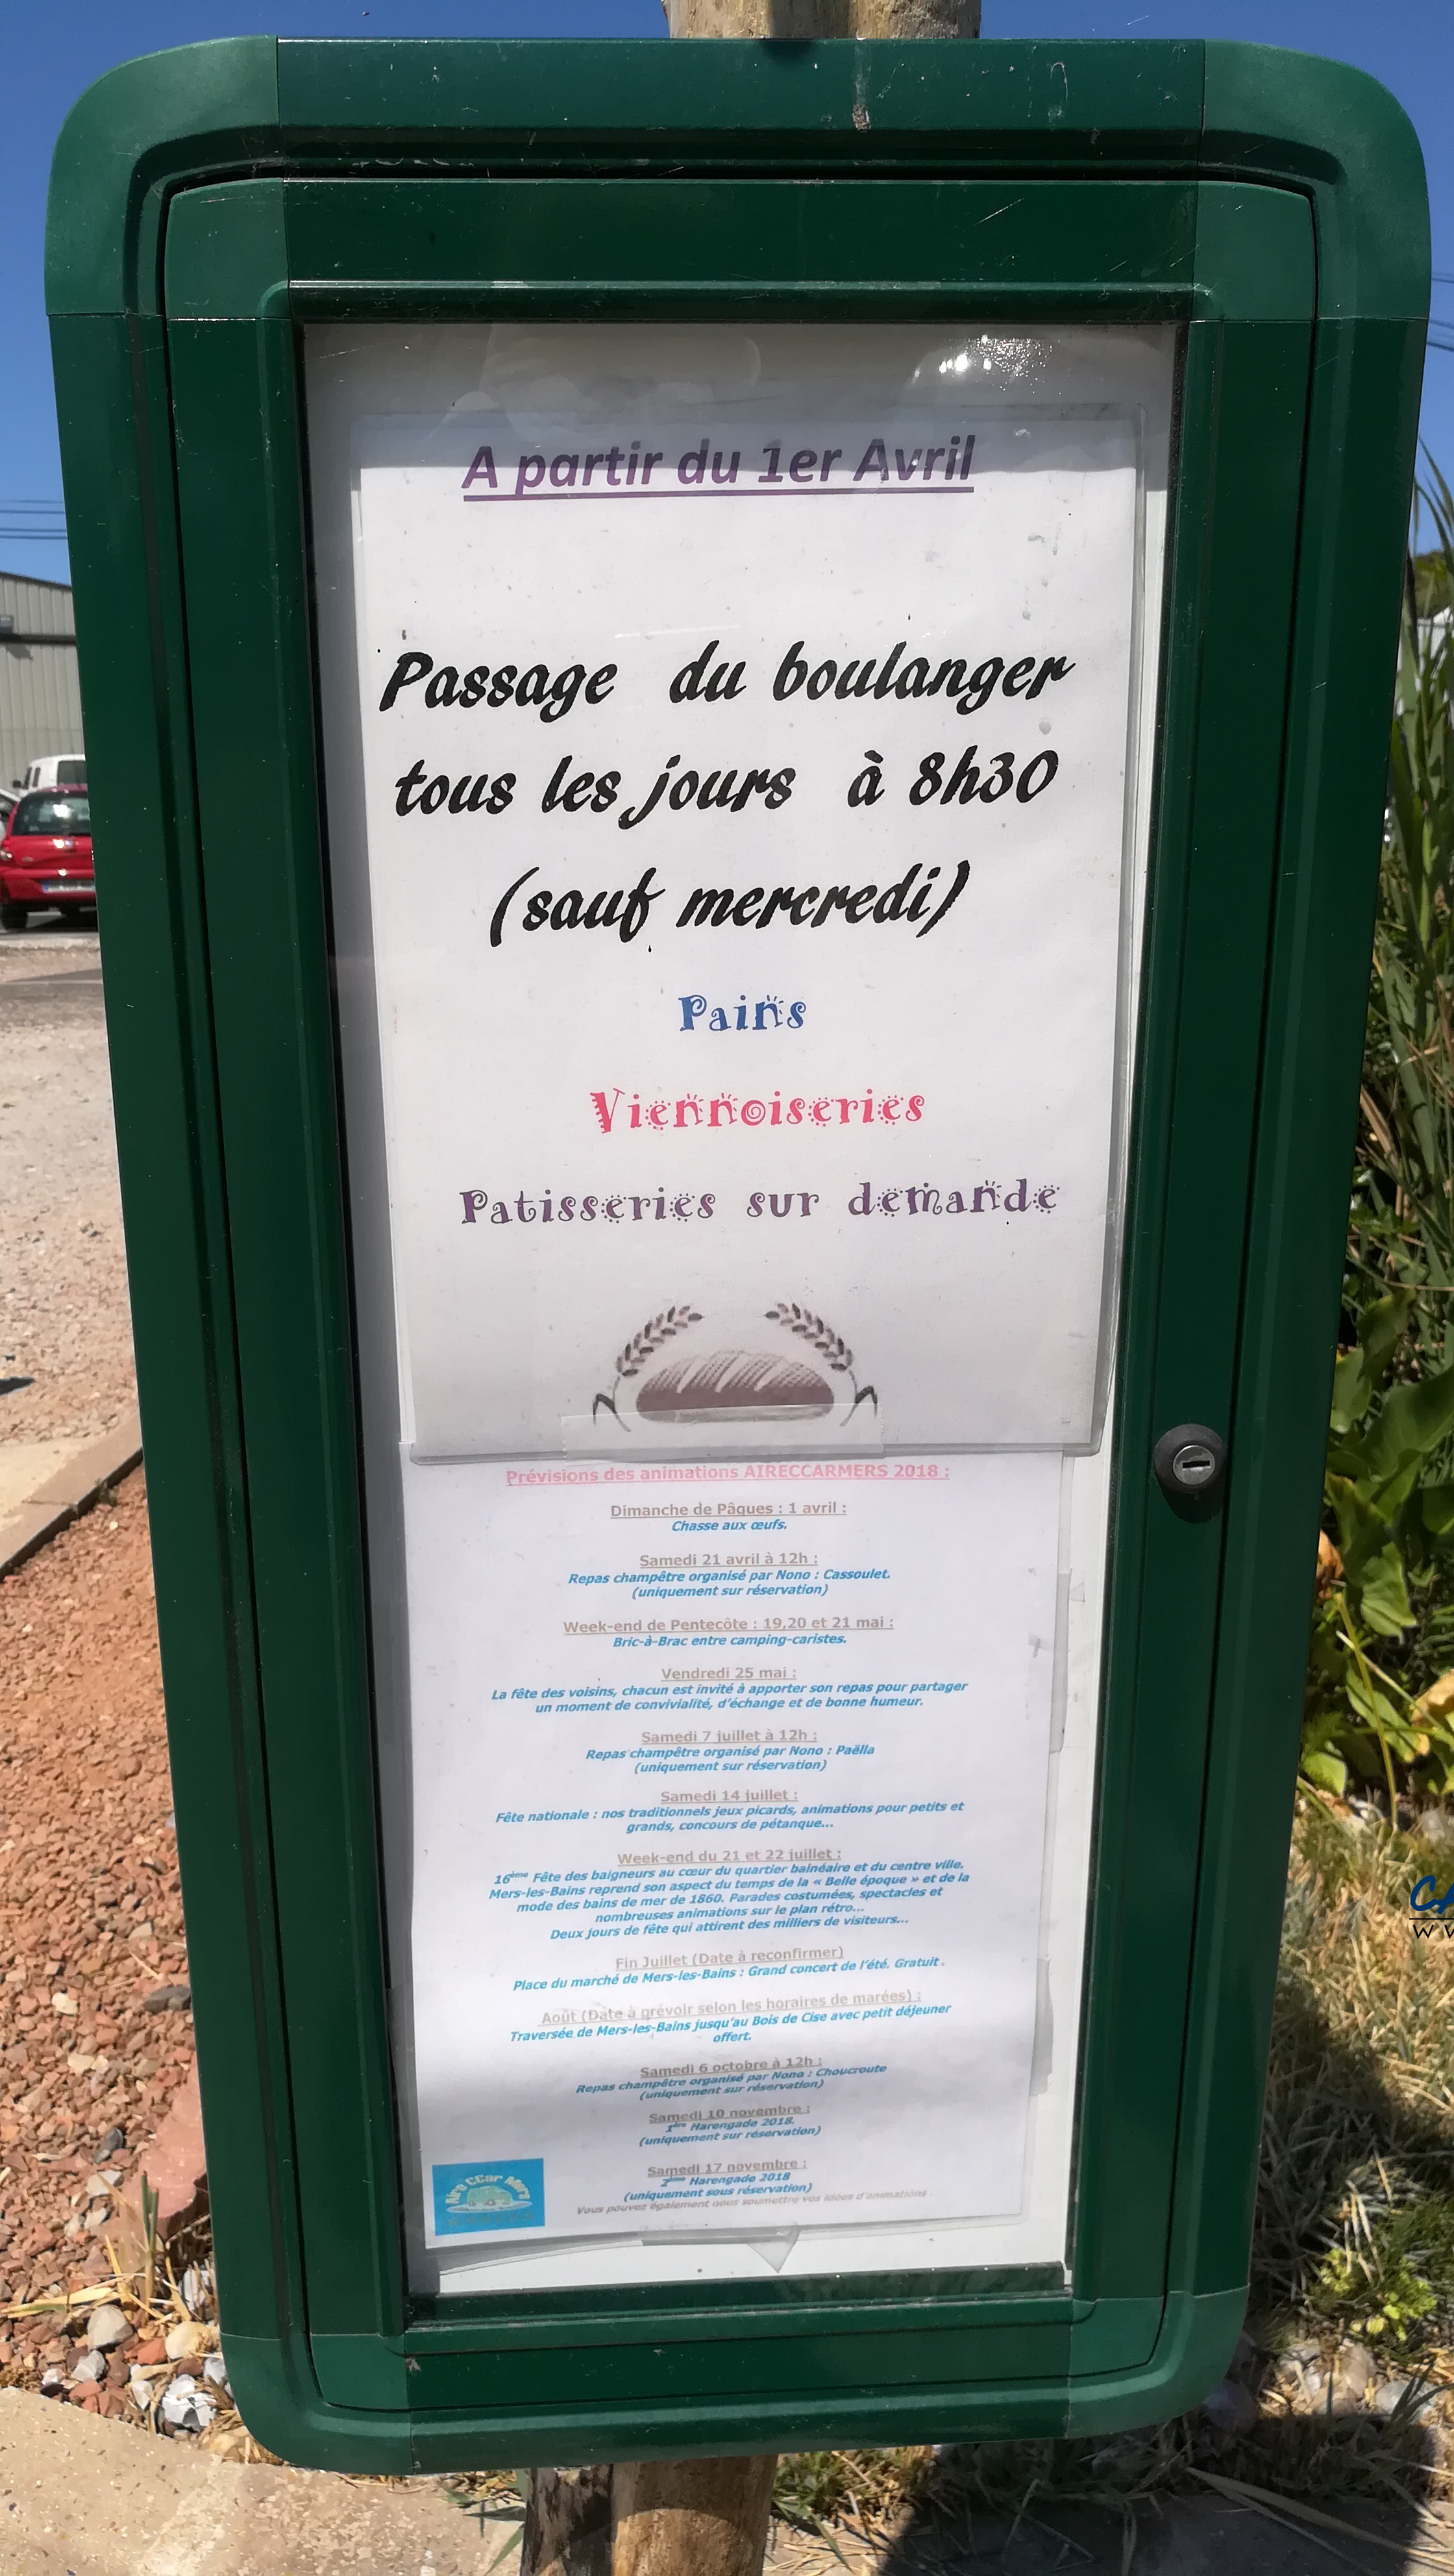 A partir du 1er Avril
Passage du boulanger
tous les jours à 8h30
(sauf mercredi)
Pains
Viennoiseries
Patisseries sur demande
Prévisions des animations AIRECCARMERS 2018 :
Dimanche de Pâques : 1 avril :
Chasse aux œufs.
Samedi 21 avril à 12h :
Repas champêtre organisé par Nono : Cassoulet.
(uniquement sur réservation)
Week-end de Pentecôte : 19,20 et 21 mai :
Bric-à-Brac entre camping-caristes.
Vendredi 25 mai :
La fête des voisins, chacun est invité à apporter son repas pour partager
un moment de convivialité, d'échange et de bonne humeur.
Samedi 7 juillet à 12h :
Repas champêtre organisé par Nono : Paëlla
(uniquement sur réservation)
Samedi 14 juillet :
Fête nationale : nos traditionnels jeux picards, animations pour petits et
grands, concours de pétanque...
Week-end du 21 et 22 juillet :
16ème Fête des baigneurs au cœur du quartier balnéaire et du centre ville.
Mers-les-Bains reprend son aspect du temps de la « Belle époque » et de la
mode des bains de mer de 1860. Parades costumées, spectacles et
nombreuses animations sur le plan rétro...
Deux jours de fête qui attirent des milliers de visiteurs...
Fin Juillet (Date à reconfirmer)
Place du marché de Mers-les-Bains : Grand concert de l'été. Gratuit .
Août (Date à prévoir selon les horaires de marées) :
Traversée de Mers-les-Bains jusqu'au Bois de Cise avec petit déjeuner
offert.
Samedi 6 octobre à 12h :
Repas champêtre organisé par Nono : Choucroute
(uniquement sur réservation)
Samedi 10 novembre :
1ère Harengade 2018.
(uniquement sur réservation)
Samedi 17 novembre :
2ème Harengade 2018
(uniquement sous réservation)
Vous pouvez également nous soumettre vos idées d'animations .
Aire CCar Mers